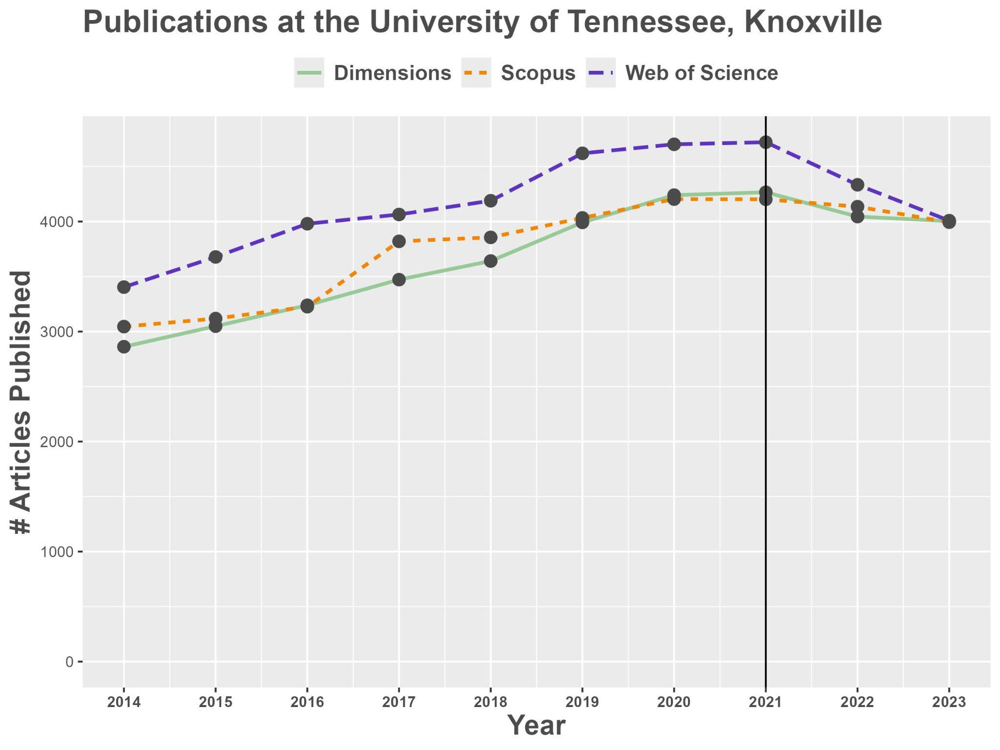 Publications at the University of Tennessee, Knoxville
Dimensions Scopus Web of Science
# Articles Published
4000
3000
2000
1000
0
2014 2015 2016 2017 2018 2019 2020 2021 2022 2023
Year